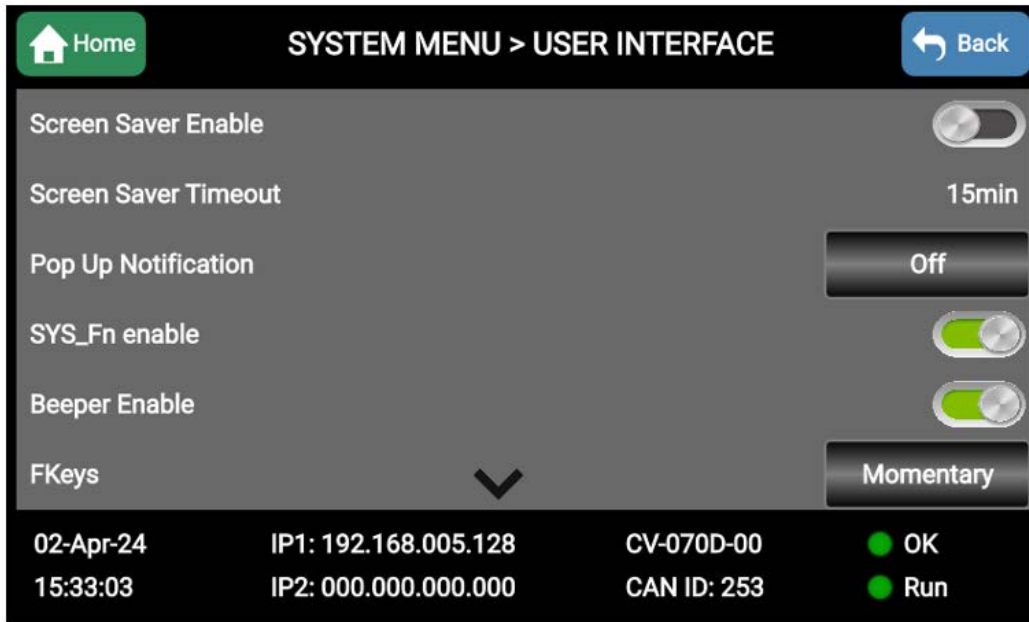 Home SYSTEM MENU > USER INTERFACE Back
Screen Saver Enable
Screen Saver Timeout 15min
Pop Up Notification Off
SYS_Fn enable
Beeper Enable
FKeys Momentary
02-Apr-24 IP1: 192.168.005.128 CV-070D-00 OK
15:33:03 IP2: 000.000.000.000 CAN ID: 253 Run